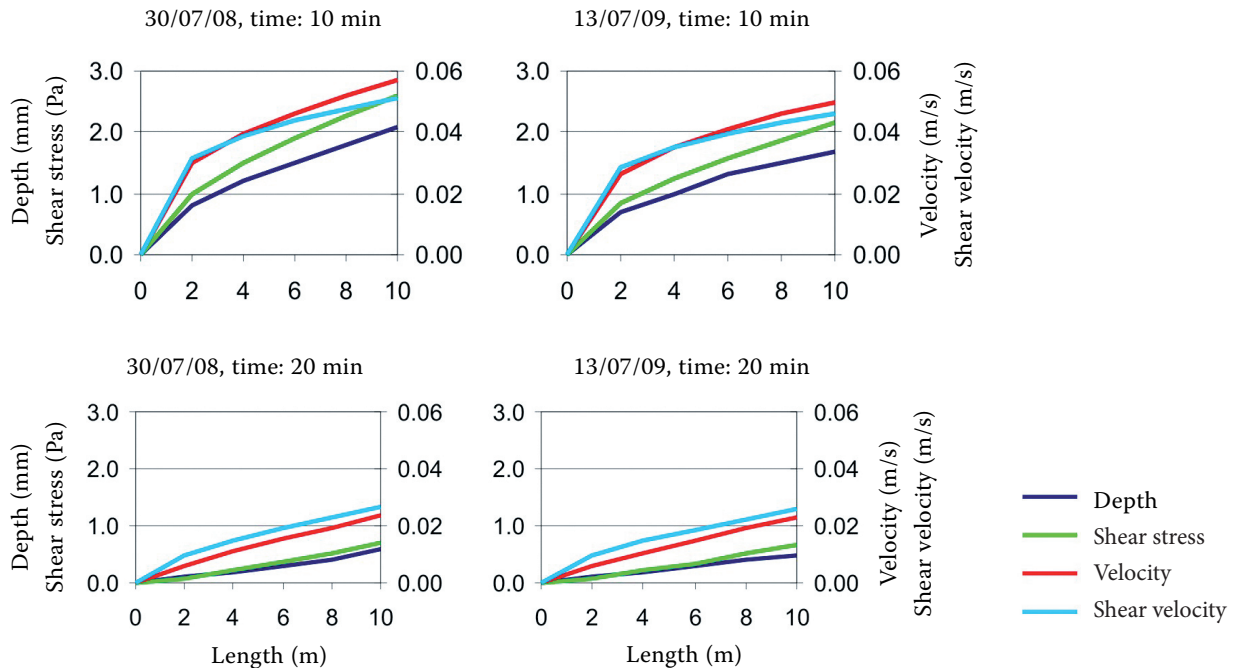 30/07/08, time: 10 min
13/07/09, time: 10 min
Depth (mm)
Shear stress (Pa)
3.0
2.0
1.0
0.0
0.06
0.04
0.02
0.00
0 2 4 6 8 10
3.0
2.0
1.0
0.0
0.06
0.04
0.02
0.00
0 2 4 6 8 10
Velocity (m/s)
Shear velocity (m/s)
30/07/08, time: 20 min
13/07/09, time: 20 min
Depth (mm)
Shear stress (Pa)
3.0
2.0
1.0
0.0
0.06
0.04
0.02
0.00
0 2 4 6 8 10
Length (m)
3.0
2.0
1.0
0.0
0.06
0.04
0.02
0.00
0 2 4 6 8 10
Length (m)
Velocity (m/s)
Shear velocity (m/s)
Depth
Shear stress
Velocity
Shear velocity